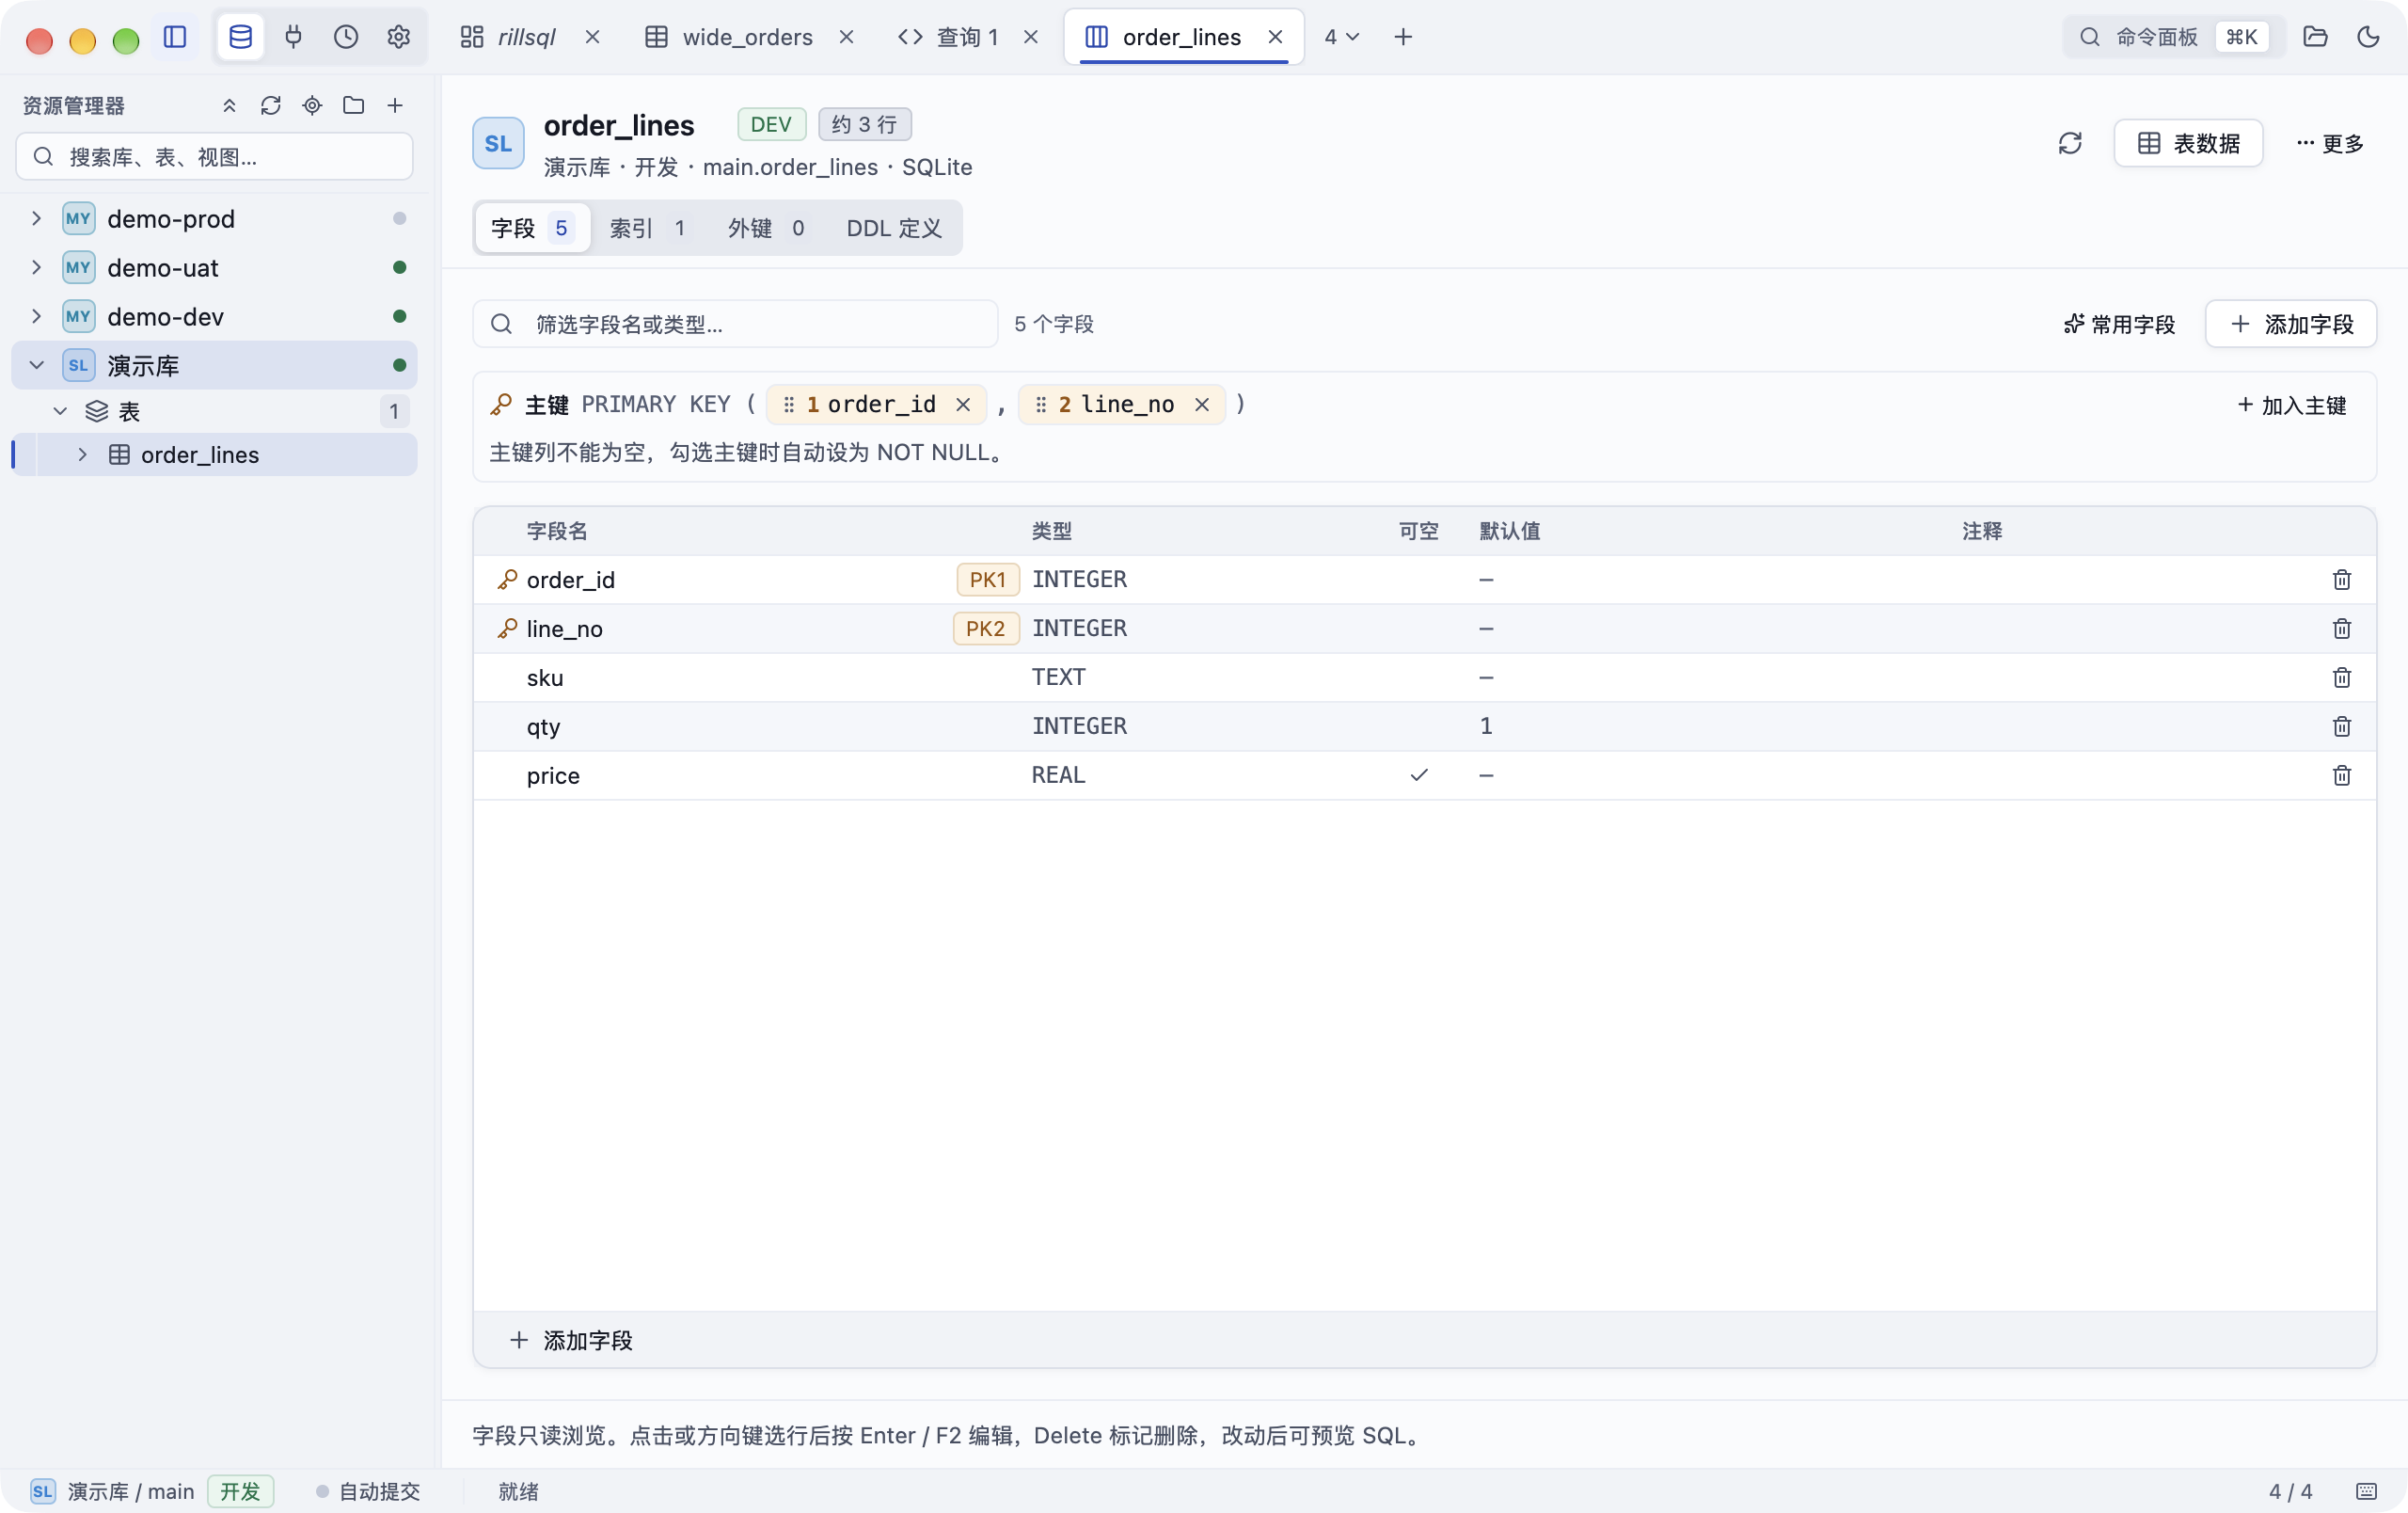 rillsql
wide_orders
查询 1
order_lines
4
命令面板 ⌘K
资源管理器
搜索库、表、视图...
MY demo-prod
MY demo-uat
MY demo-dev
SL 演示库
表 1
order_lines
SL
order_lines DEV 约 3 行
演示库 · 开发 · main.order_lines · SQLite
表数据
··· 更多
字段 5 索引 1 外键 0 DDL 定义
筛选字段名或类型... 5 个字段
常用字段
添加字段
主键 PRIMARY KEY ( 1 order_id , 2 line_no )
+ 加入主键
主键列不能为空，勾选主键时自动设为 NOT NULL。
字段名 类型 可空 默认值 注释
order_id PK1 INTEGER —
line_no PK2 INTEGER —
sku TEXT —
qty INTEGER 1
price REAL ✓ —
+ 添加字段
字段只读浏览。点击或方向键选行后按 Enter / F2 编辑，Delete 标记删除，改动后可预览 SQL。
SL 演示库 / main 开发 自动提交 就绪 4 / 4